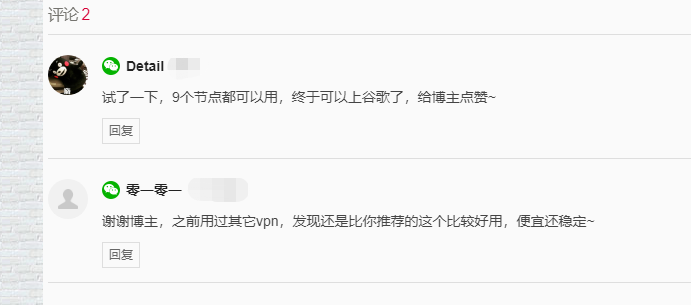 评论 2
Detail
试了一下，9个节点都可以用，终于可以上谷歌了，给博主点赞~
回复
零一零一
谢谢博主，之前用过其它vpn，发现还是比你推荐的这个比较好用，便宜还稳定~
回复